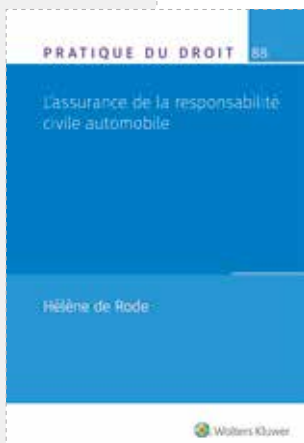 PRATIQUE DU DROIT 88
L'assurance de la responsabilité
civile automobile
Hélène de Rode
Wolters Kluwer